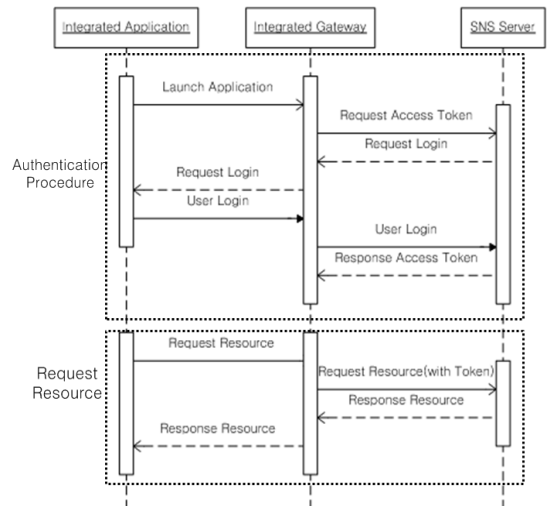 Integrated Application
Integrated Gateway
SNS Server
Launch Application
Request Access Token
Request Login
Authentication
Procedure
Request Login
User Login
User Login
Response Access Token
Request Resource
Request
Resource
Request Resource(with Token)
Response Resource
Response Resource